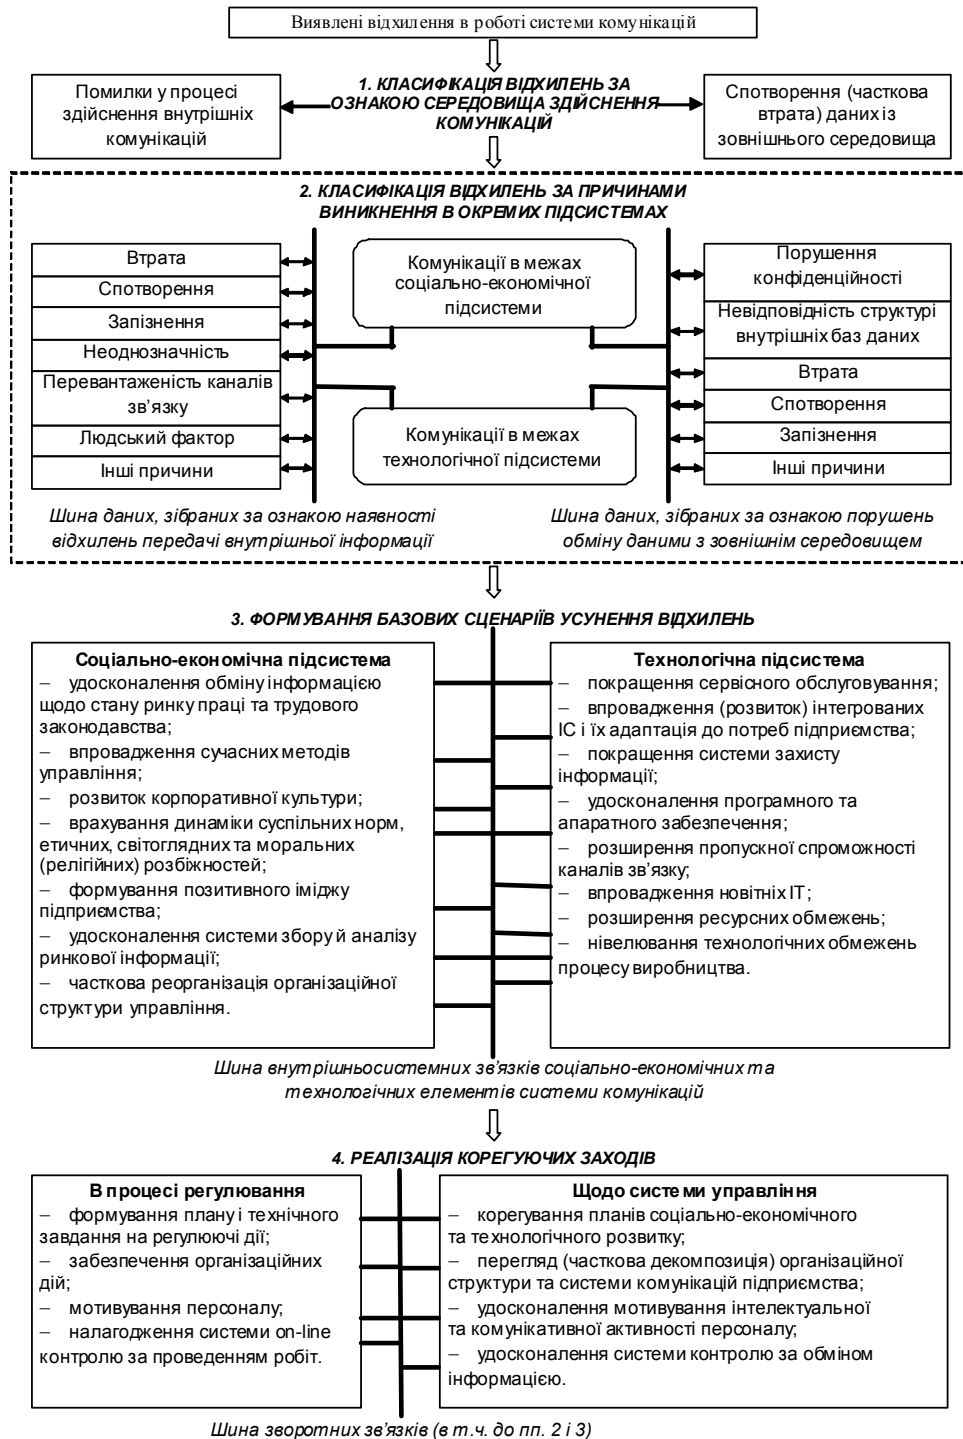 Виявлені відхилення в роботі системи комунікацій
1. КЛАСИФІКАЦІЯ ВІДХИЛЕНЬ ЗА
ОЗНАКОЮ СЕРЕДОВИЩА ЗДІЙСНЕННЯ
КОМУНІКАЦІЙ
Помилки у процесі
здійснення внутрішніх
комунікацій
Спотворення (часткова
втрата) даних із
зовнішнього середовища
2. КЛАСИФІКАЦІЯ ВІДХИЛЕНЬ ЗА ПРИЧИНАМИ
ВИНИКНЕННЯ В ОКРЕМИХ ПІДСИСТЕМАХ
Втрата
Спотворення
Запізнення
Неоднозначність
Перевантаженість каналів
зв’язку
Людський фактор
Інші причини
Комунікації в межах
соціально-економічної
підсистеми
Комунікації в межах
технологічної підсистеми
Порушення
конфіденційності
Невідповідність структурі
внутрішніх баз даних
Втрата
Спотворення
Запізнення
Інші причини
Шина даних, зібраних за ознакою наявності
відхилень передачі внутрішньої інформації
Шина даних, зібраних за ознакою порушень
обміну даними з зовнішнім середовищем
3. ФОРМУВАННЯ БАЗОВИХ СЦЕНАРІЇВ УСУНЕННЯ ВІДХИЛЕНЬ
Соціально-економічна підсистема
– удосконалення обміну інформацією
щодо стану ринку праці та трудового
законодавства;
– впровадження сучасних методів
управління;
– розвиток корпоративної культури;
– врахування динаміки суспільних норм,
етичних, світоглядних та моральних
(релігійних) розбіжностей;
– формування позитивного іміджу
підприємства;
– удосконалення системи збору й аналізу
ринкової інформації;
– часткова реорганізація організаційної
структури управління.
Технологічна підсистема
– покращення сервісного обслуговування;
– впровадження (розвиток) інтегрованих
ІС і їх адаптація до потреб підприємства;
– покращення системи захисту
інформації;
– удосконалення програмного та
апаратного забезпечення;
– розширення пропускної спроможності
каналів зв’язку;
– впровадження новітніх ІТ;
– розширення ресурсних обмежень;
– нівелювання технологічних обмежень
процесу виробництва.
Шина внутрішньосистемних зв’язків соціально-економічних та
технологічних елементів системи комунікацій
4. РЕАЛІЗАЦІЯ КОРЕГУЮЧИХ ЗАХОДІВ
В процесі регулювання
– формування плану і технічного
завдання на регулюючі дії;
– забезпечення організаційних
дій;
– мотивування персоналу;
– налагодження системи on-line
контролю за проведенням робіт.
Щодо системи управління
– корегування планів соціально-економічного
та технологічного розвитку;
– перегляд (часткова декомпозиція) організаційної
структури та системи комунікацій підприємства;
– удосконалення мотивування інтелектуальної
та комунікативної активності персоналу;
– удосконалення системи контролю за обміном
інформацією.
Шина зворотних зв’язків (в т.ч. до пп. 2 і 3)